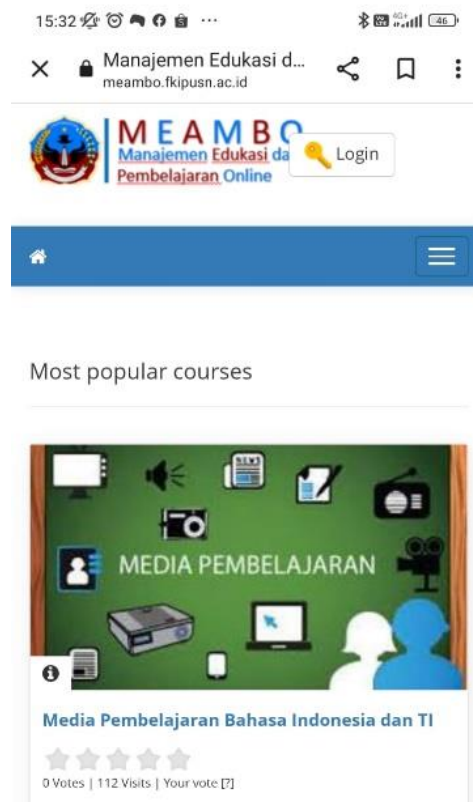 15:32
46
Manajemen Edukasi d...
meambo.fkipusn.ac.id
MEAMBO
Manajemen Edukasi da
Pembelajaran Online
Login
Most popular courses
NEWS
MEDIA PEMBELAJARAN
Media Pembelajaran Bahasa Indonesia dan TI
0 Votes | 112 Visits | Your vote [?]